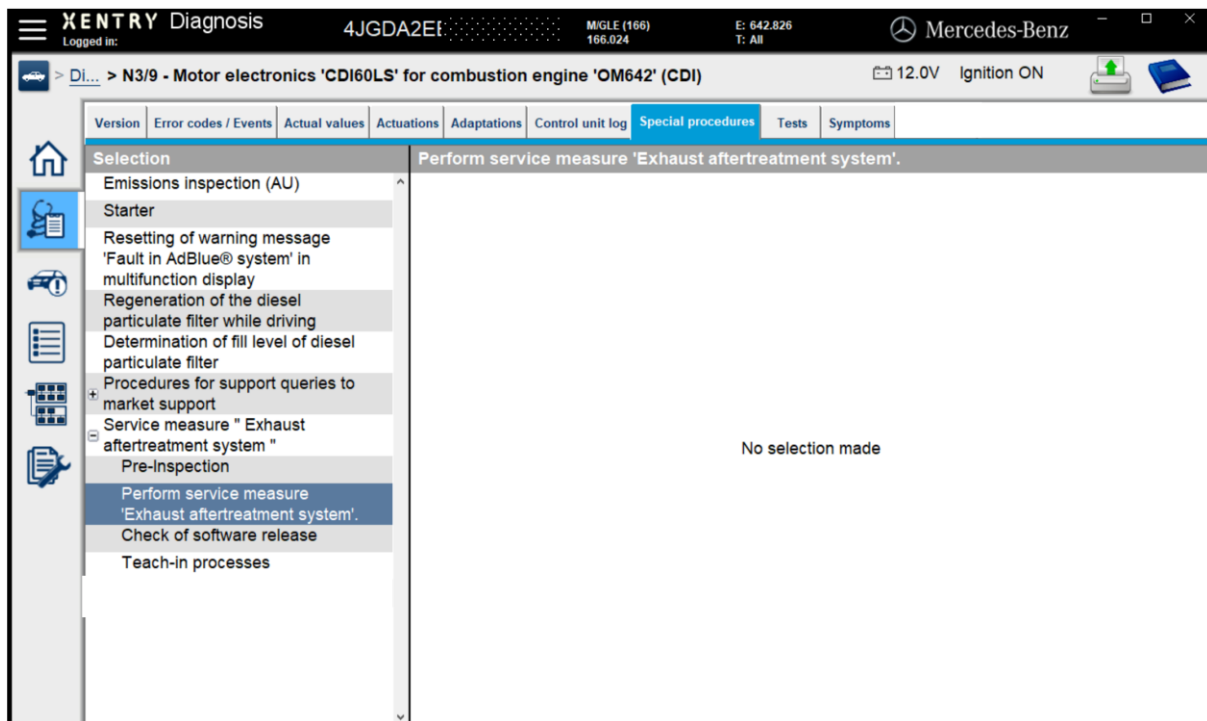 XENTRY Diagnosis
Logged in:
4JGDA2EE
M/GLE (166)
166.024
E: 642.826
T: All
Mercedes-Benz
> Di... > N3/9 - Motor electronics 'CDI60LS' for combustion engine 'OM642' (CDI)
12.0V
Ignition ON
Version
Error codes / Events
Actual values
Actuations
Adaptations
Control unit log
Special procedures
Tests
Symptoms
Selection
Emissions inspection (AU)
Starter
Resetting of warning message
'Fault in AdBlue® system' in
multifunction display
Regeneration of the diesel
particulate filter while driving
Determination of fill level of diesel
particulate filter
Procedures for support queries to
market support
Service measure " Exhaust
aftertreatment system "
Pre-Inspection
Perform service measure
'Exhaust aftertreatment system'.
Check of software release
Teach-in processes
Perform service measure 'Exhaust aftertreatment system'.
No selection made